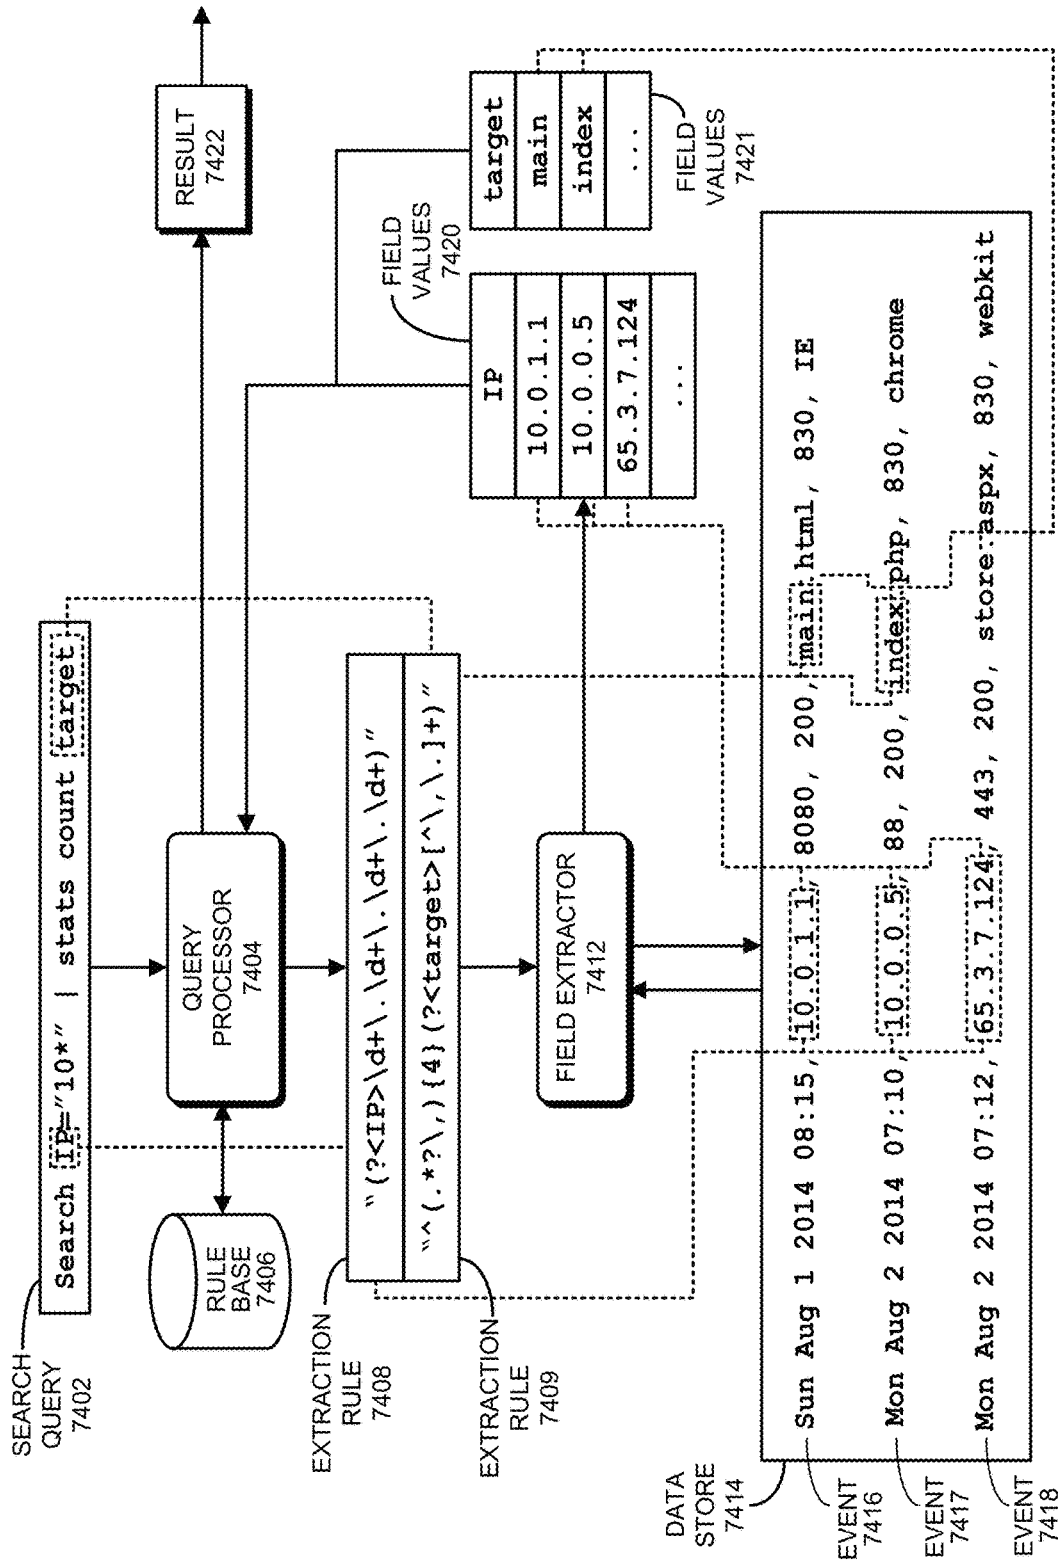 SEARCH
QUERY
7402
Search IP="10*" | stats count target
RULE
BASE
7406
QUERY
PROCESSOR
7404
RESULT
7422
EXTRACTION
RULE
7408
"(?<IP>\d+\.\d+\.\d+\.\d+)"
"^(.*?\,){4}(?<target>[^\,\.]+)"
EXTRACTION
RULE
7409
FIELD EXTRACTOR
7412
FIELD
VALUES
7420
IP
10.0.1.1
10.0.0.5
65.3.7.124
...
target
main
index
...
FIELD
VALUES
7421
DATA
STORE
7414
EVENT
7416
Sun Aug 1 2014 08:15, 10.0.1.1, 8080, 200, main.html, 830, IE
EVENT
7417
Mon Aug 2 2014 07:10, 10.0.0.5, 88, 200, index.php, 830, chrome
EVENT
7418
Mon Aug 2 2014 07:12, 65.3.7.124, 443, 200, store.aspx, 830, webkit